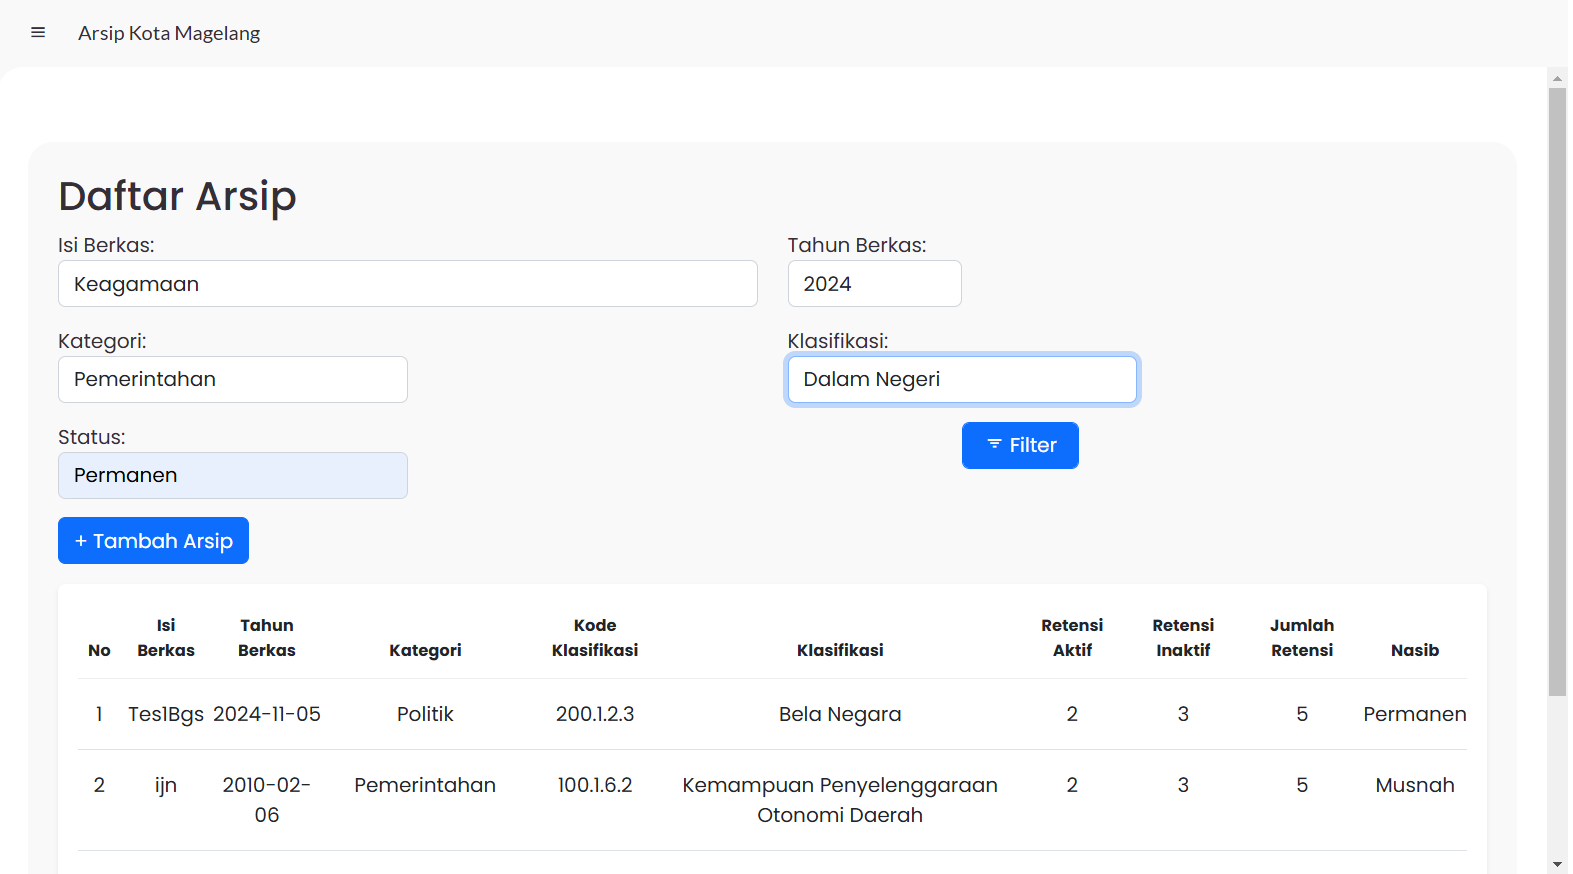 Arsip Kota Magelang
Daftar Arsip
Isi Berkas:
Tahun Berkas:
Keagamaan
2024
Kategori:
Klasifikasi:
Pemerintahan
Dalam Negeri
Status:
Filter
Permanen
+ Tambah Arsip
No Isi Berkas Tahun Berkas Kategori Kode Klasifikasi Klasifikasi Retensi Aktif Retensi Inaktif Jumlah Retensi Nasib
1 Tes1Bgs 2024-11-05 Politik 200.1.2.3 Bela Negara 2 3 5 Permanen
2 ijn 2010-02-06 Pemerintahan 100.1.6.2 Kemampuan Penyelenggaraan Otonomi Daerah 2 3 5 Musnah